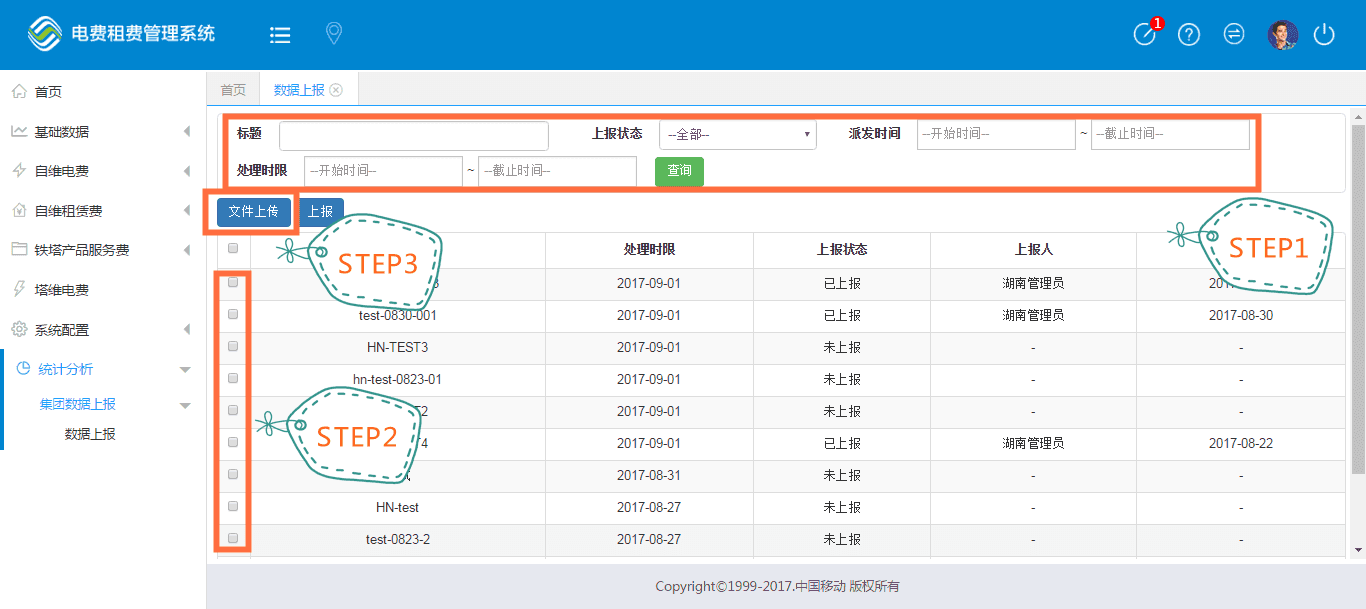 电费租费管理系统
1
首页
基础数据
自维电费
自维租赁费
铁塔产品服务费
塔维电费
系统配置
统计分析
集团数据上报
数据上报
首页 数据上报
标题 上报状态 --全部-- 派发时间 --开始时间-- ~ --截止时间--
处理时限 --开始时间-- ~ --截止时间-- 查询
文件上传 上报
STEP3
STEP1
处理时限 上报状态 上报人
2017-09-01 已上报 湖南管理员
test-0830-001 2017-09-01 已上报 湖南管理员 2017-08-30
HN-TEST3 2017-09-01 未上报 - -
hn-test-0823-01 2017-09-01 未上报 - -
2017-09-01 未上报 - -
STEP2
2017-09-01 已上报 湖南管理员 2017-08-22
2017-08-31 未上报 - -
HN-test 2017-08-27 未上报 - -
test-0823-2 2017-08-27 未上报 - -
Copyright©1999-2017.中国移动 版权所有